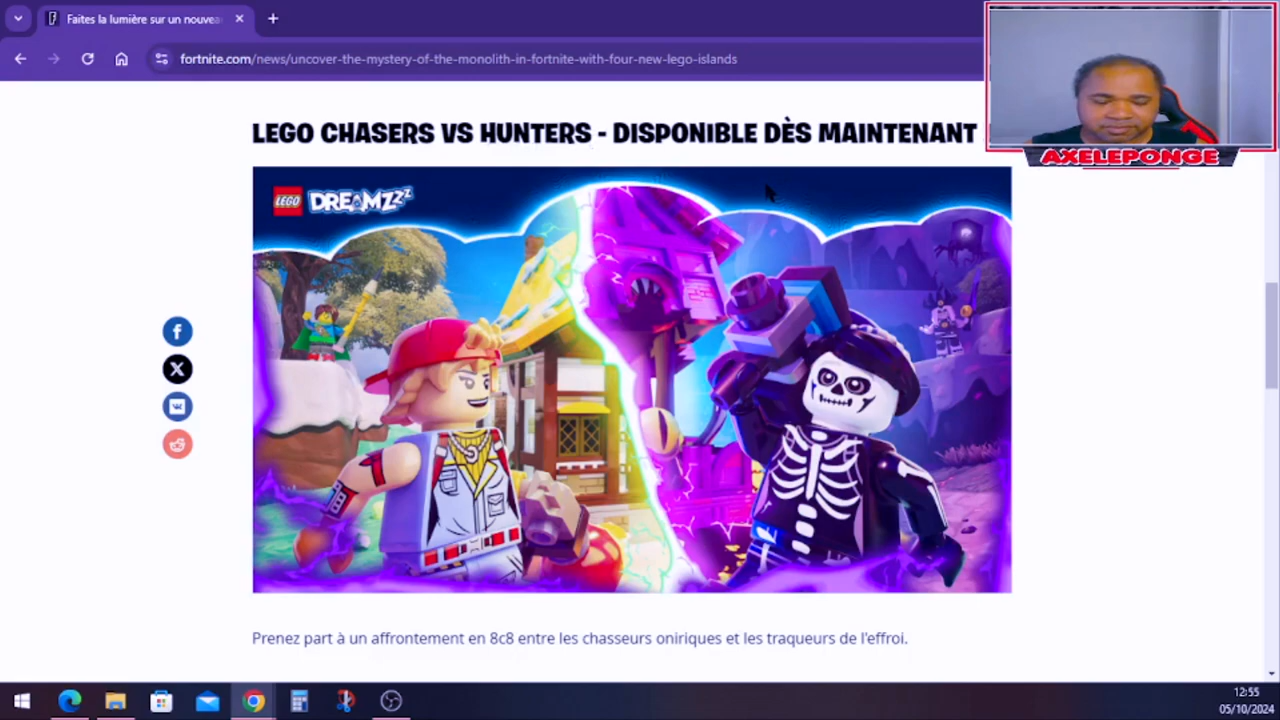 Faites la lumière sur un nouvea
fortnite.com/news/uncover-the-mystery-of-the-monolith-in-fortnite-with-four-new-lego-islands
AXELEPONGE
LEGO CHASERS VS HUNTERS - DISPONIBLE DÈS MAINTENANT
LEGO DREAMZzz
Prenez part à un affrontement en 8c8 entre les chasseurs oniriques et les traqueurs de l'effroi.
12:55
05/10/2024